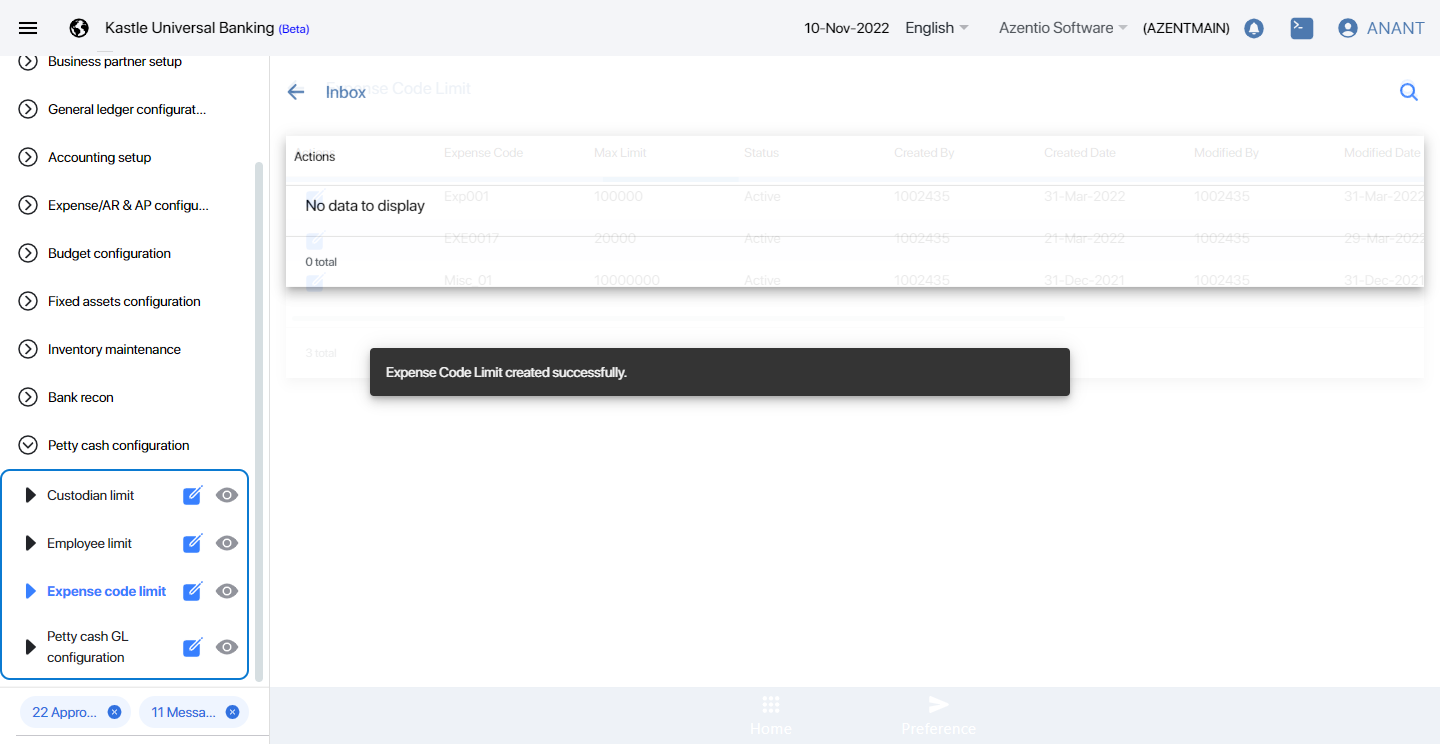 Kastle Universal Banking (Beta)
10-Nov-2022 English Azentio Software (AZENTMAIN) ANANT
Business partner setup
General ledger configurat...
Accounting setup
Expense/AR & AP configu...
Budget configuration
Fixed assets configuration
Inventory maintenance
Bank recon
Petty cash configuration
Custodian limit
Employee limit
Expense code limit
Petty cash GL
configuration
22 Appro...
11 Messa...
Inbox
Expense Code Limit
Actions
Expense Code Max Limit Status Created By Created Date Modified By Modified Date
No data to display
0 total
Exp001 100000 Active 1002435 31-Mar-2022 1002435 31-Mar-2022
EXE0017 20000 Active 1002435 21-Mar-2022 1002435 29-Mar-2022
Misc_01 10000000 Active 1002435 31-Dec-2021 1002435 31-Dec-2021
3 total
Expense Code Limit created successfully.
Home
Preference